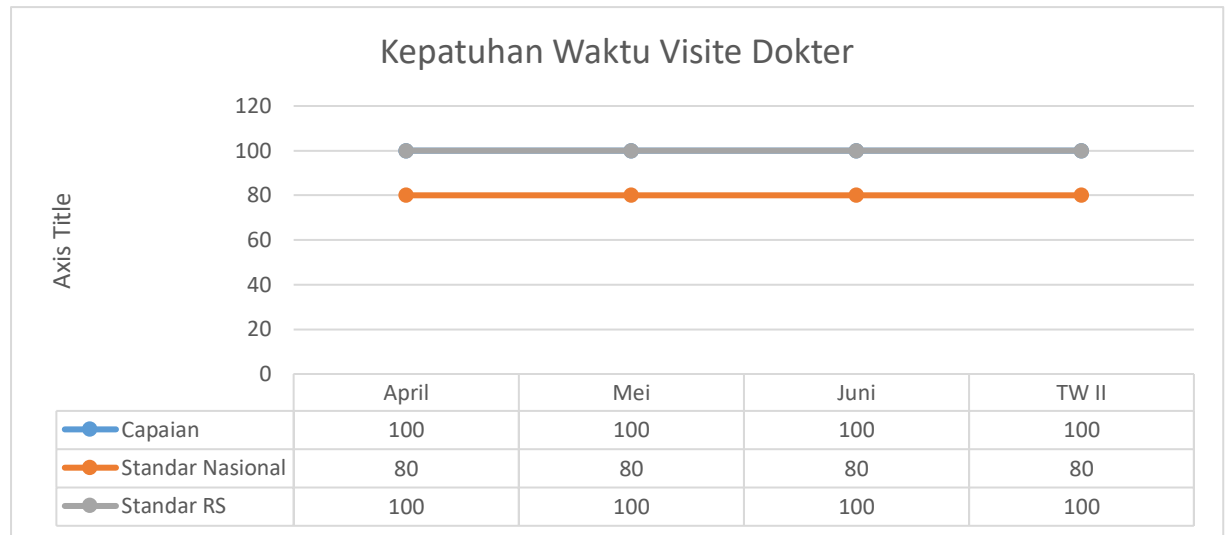 Kepatuhan Waktu Visite Dokter
120
100
80
60
40
20
0
Axis Title
April Mei Juni TW II
Capaian 100 100 100 100
Standar Nasional 80 80 80 80
Standar RS 100 100 100 100